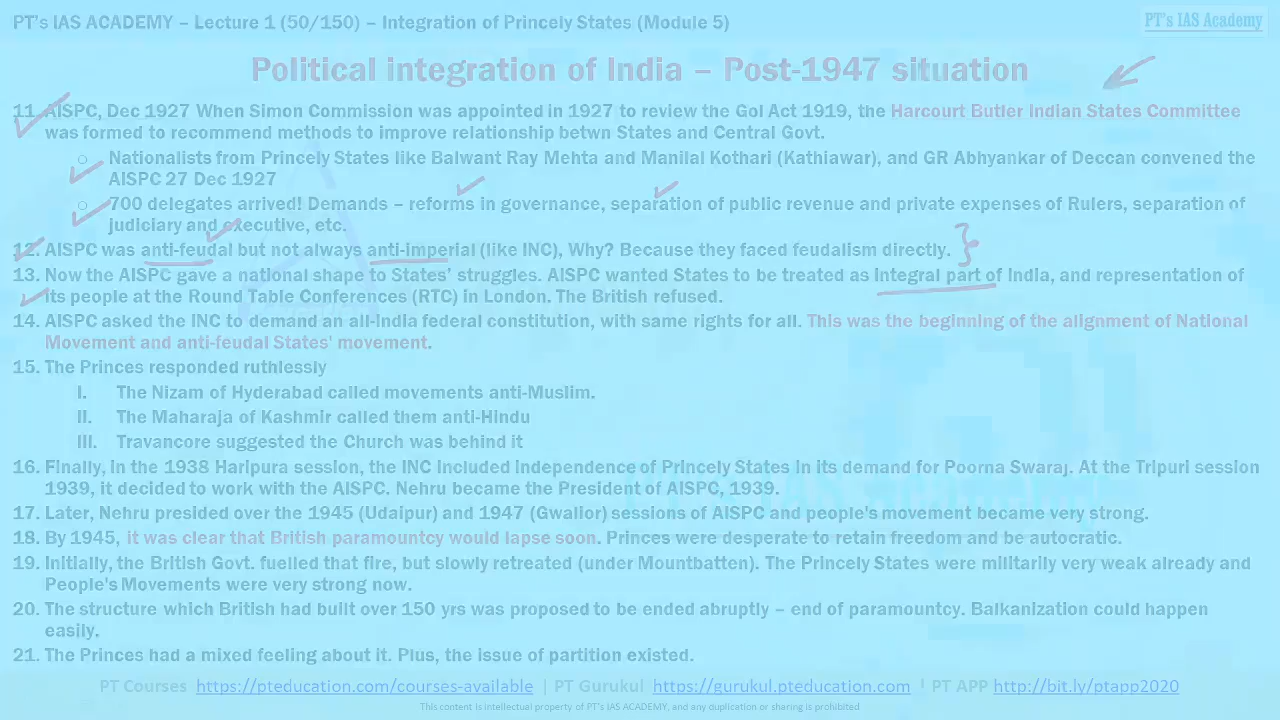 PT's IAS ACADEMY – Lecture 1 (50/150) – Integration of Princely States (Module 5)
PT's IAS Academy
Political integration of India – Post-1947 situation
11. AISPC, Dec 1927 When Simon Commission was appointed in 1927 to review the GoI Act 1919, the Harcourt Butler Indian States Committee
was formed to recommend methods to improve relationship betwn States and Central Govt.
○ Nationalists from Princely States like Balwant Ray Mehta and Manilal Kothari (Kathiawar), and GR Abhyankar of Deccan convened the
AISPC 27 Dec 1927
○ 700 delegates arrived! Demands – reforms in governance, separation of public revenue and private expenses of Rulers, separation of
judiciary and executive, etc.
12. AISPC was anti-feudal but not always anti-imperial (like INC), Why? Because they faced feudalism directly.
13. Now the AISPC gave a national shape to States' struggles. AISPC wanted States to be treated as integral part of India, and representation of
its people at the Round Table Conferences (RTC) in London. The British refused.
14. AISPC asked the INC to demand an all-India federal constitution, with same rights for all. This was the beginning of the alignment of National
Movement and anti-feudal States' movement.
15. The Princes responded ruthlessly
I. The Nizam of Hyderabad called movements anti-Muslim.
II. The Maharaja of Kashmir called them anti-Hindu
III. Travancore suggested the Church was behind it
16. Finally, in the 1938 Haripura session, the INC included Independence of Princely States in its demand for Poorna Swaraj. At the Tripuri session
1939, it decided to work with the AISPC. Nehru became the President of AISPC, 1939.
17. Later, Nehru presided over the 1945 (Udaipur) and 1947 (Gwalior) sessions of AISPC and people's movement became very strong.
18. By 1945, it was clear that British paramountcy would lapse soon. Princes were desperate to retain freedom and be autocratic.
19. Initially, the British Govt. fuelled that fire, but slowly retreated (under Mountbatten). The Princely States were militarily very weak already and
People's Movements were very strong now.
20. The structure which British had built over 150 yrs was proposed to be ended abruptly – end of paramountcy. Balkanization could happen
easily.
21. The Princes had a mixed feeling about it. Plus, the issue of partition existed.
PT Courses https://pteducation.com/courses-available | PT Gurukul https://gurukul.pteducation.com | PT APP http://bit.ly/ptapp2020
This content is intellectual property of PT's IAS ACADEMY, and any duplication or sharing is prohibited
PT's IAS Academy